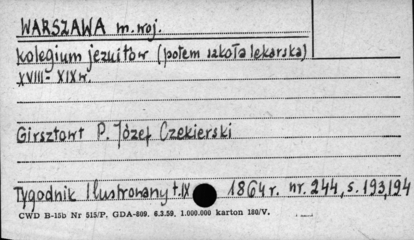 WARSZAWA m. woj.
kolegium jezuitów (potem szkoła lekarska)
XVIII-XIX w.
Girsztowt P. Józef Czekierski
Tygodnik Ilustrowany t.IX 1864 r. nr. 244, s. 193,194
CWD B-15b Nr 515/P. GDA-809. 6.3.59. 1.000.000 karton 180/V.